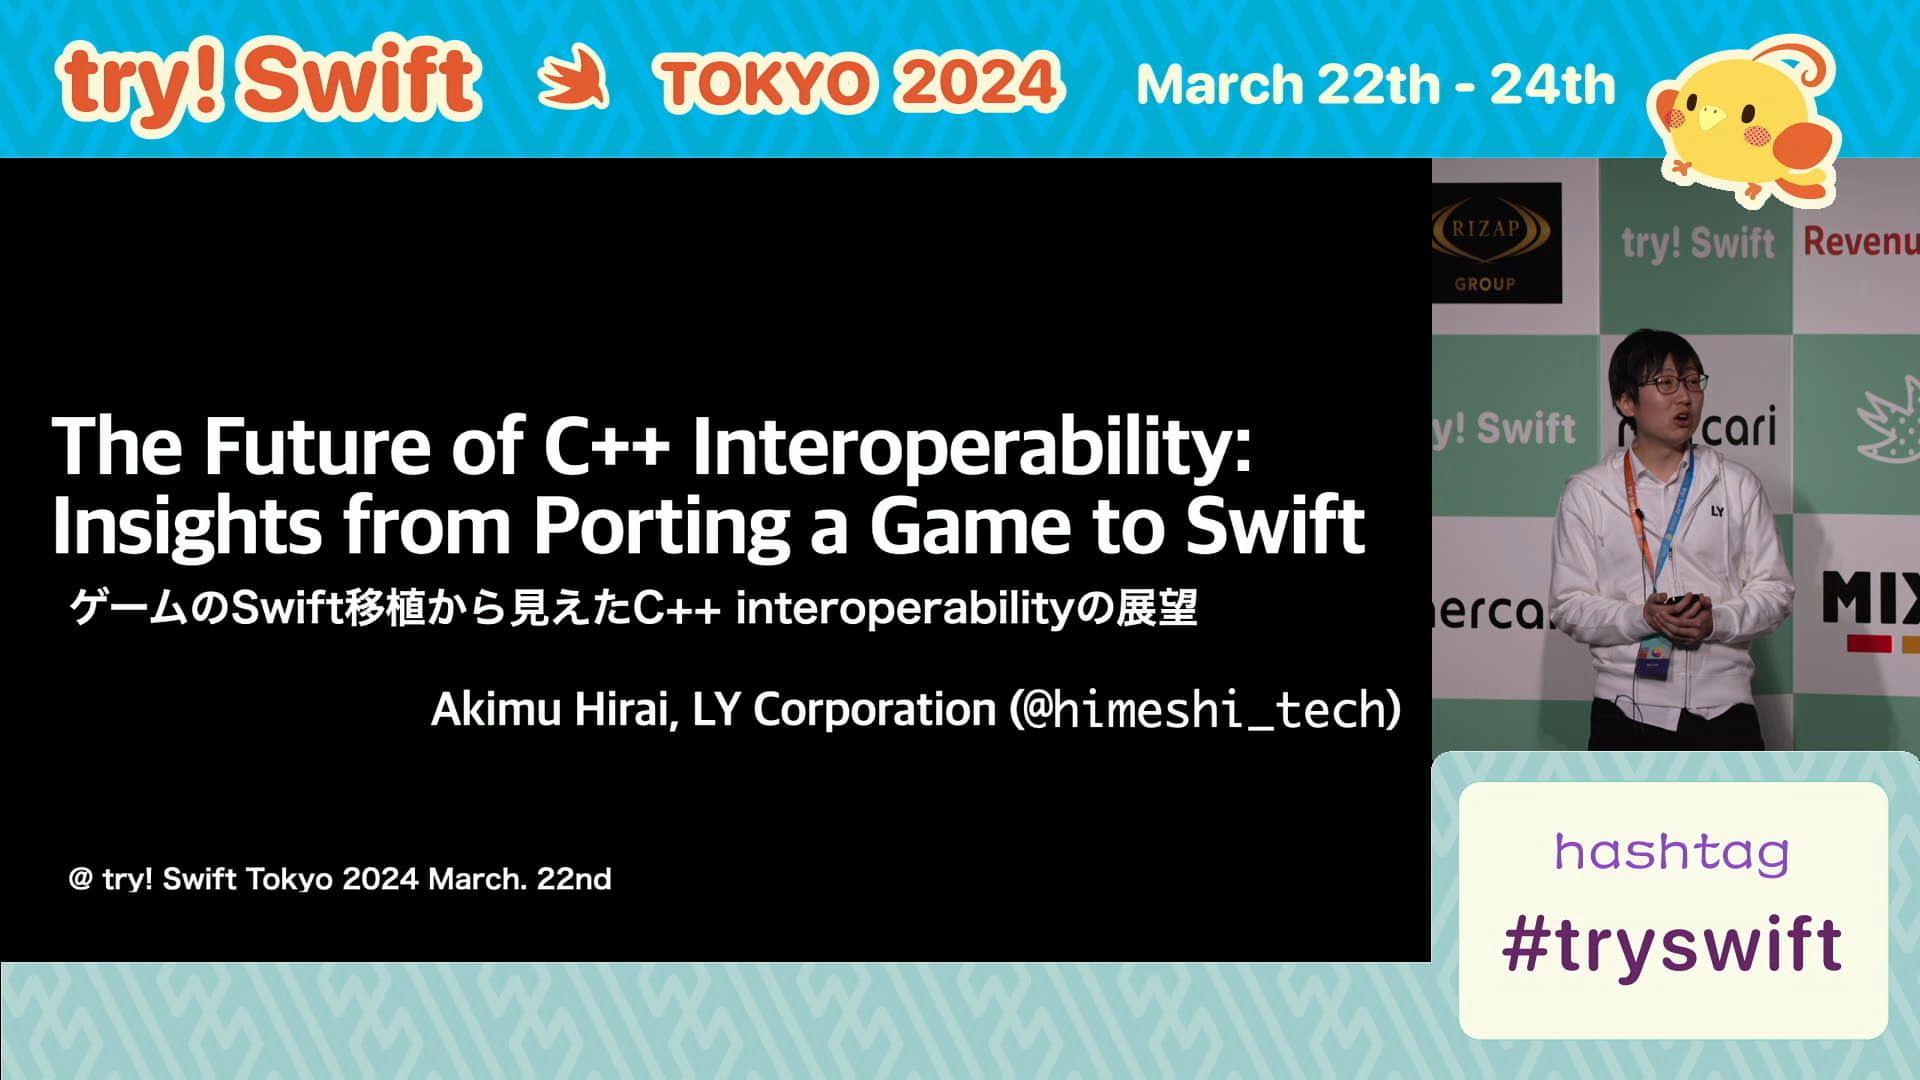 try! Swift TOKYO 2024 March 22th - 24th
RIZAP
GROUP
try! Swift
Revenu
y! Swift
mercari
LY
merca
MIX
The Future of C++ Interoperability:
Insights from Porting a Game to Swift
ゲームのSwift移植から見えたC++ interoperabilityの展望
Akimu Hirai, LY Corporation (@himeshi_tech)
@ try! Swift Tokyo 2024 March. 22nd
hashtag
#tryswift